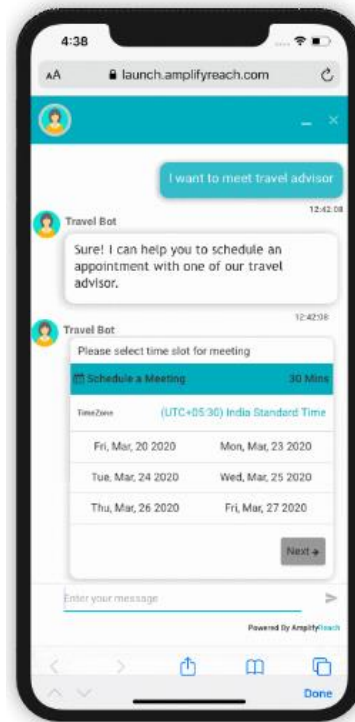 4:38
AA launch.amplifyreach.com
I want to meet travel advisor
12:42:08
Travel Bot
Sure! I can help you to schedule an
appointment with one of our travel
advisor.
12:42:08
Travel Bot
Please select time slot for meeting
Schedule a Meeting 30 Mins
TimeZone (UTC+05:30) India Standard Time
Fri, Mar, 20 2020 Mon, Mar, 23 2020
Tue, Mar, 24 2020 Wed, Mar, 25 2020
Thu, Mar, 26 2020 Fri, Mar, 27 2020
Next →
Enter your message
Powered By AmplifyReach
Done